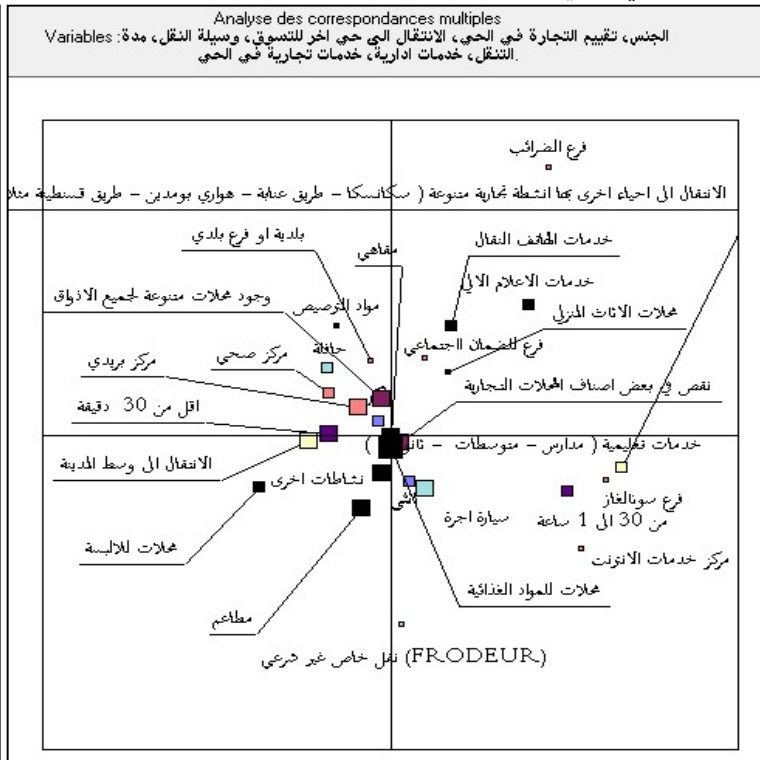 Analyse des correspondances multiples
Variables :الجنس، تقييم التجارة في الحي، الانتقال الى حي اخر للتسوق، وسيلة النقل، مدة
التنقل، خدمات ادارية، خدمات تجارية في الحي.
فرع الضرائب
الانتقال الى احياء اخرى بها انشطة تجارية متنوعة ( سكانسكا – طريق عنابة – هواري بومدين – طريق قسنطينة مثلا
بلدية او فرع بلدي
خدمات الهاتف النقال
مقاهي
خدمات الاعلام الالي
وجود محلات متنوعة لجميع الاذواق
مواد الترصيص
محلات الاثاث المنزلي
حافلة
فرع للضمان الاجتماعي
مركز صحي
مركز بريدي
نقص في بعض اصناف المحلات التجارية
اقل من 30 دقيقة
خدمات تعليمية ( مدارس – متوسطات – )
الانتقال الى وسط المدينة
نشاطات اخرى
انثى
فرع سونالغاز
سيارة اجرة
من 30 الى 1 ساعة
محلات للالبسة
مركز خدمات الانترنت
محلات للمواد الغذائية
مطاعم
نقل خاص غير شرعي (FRODEUR)